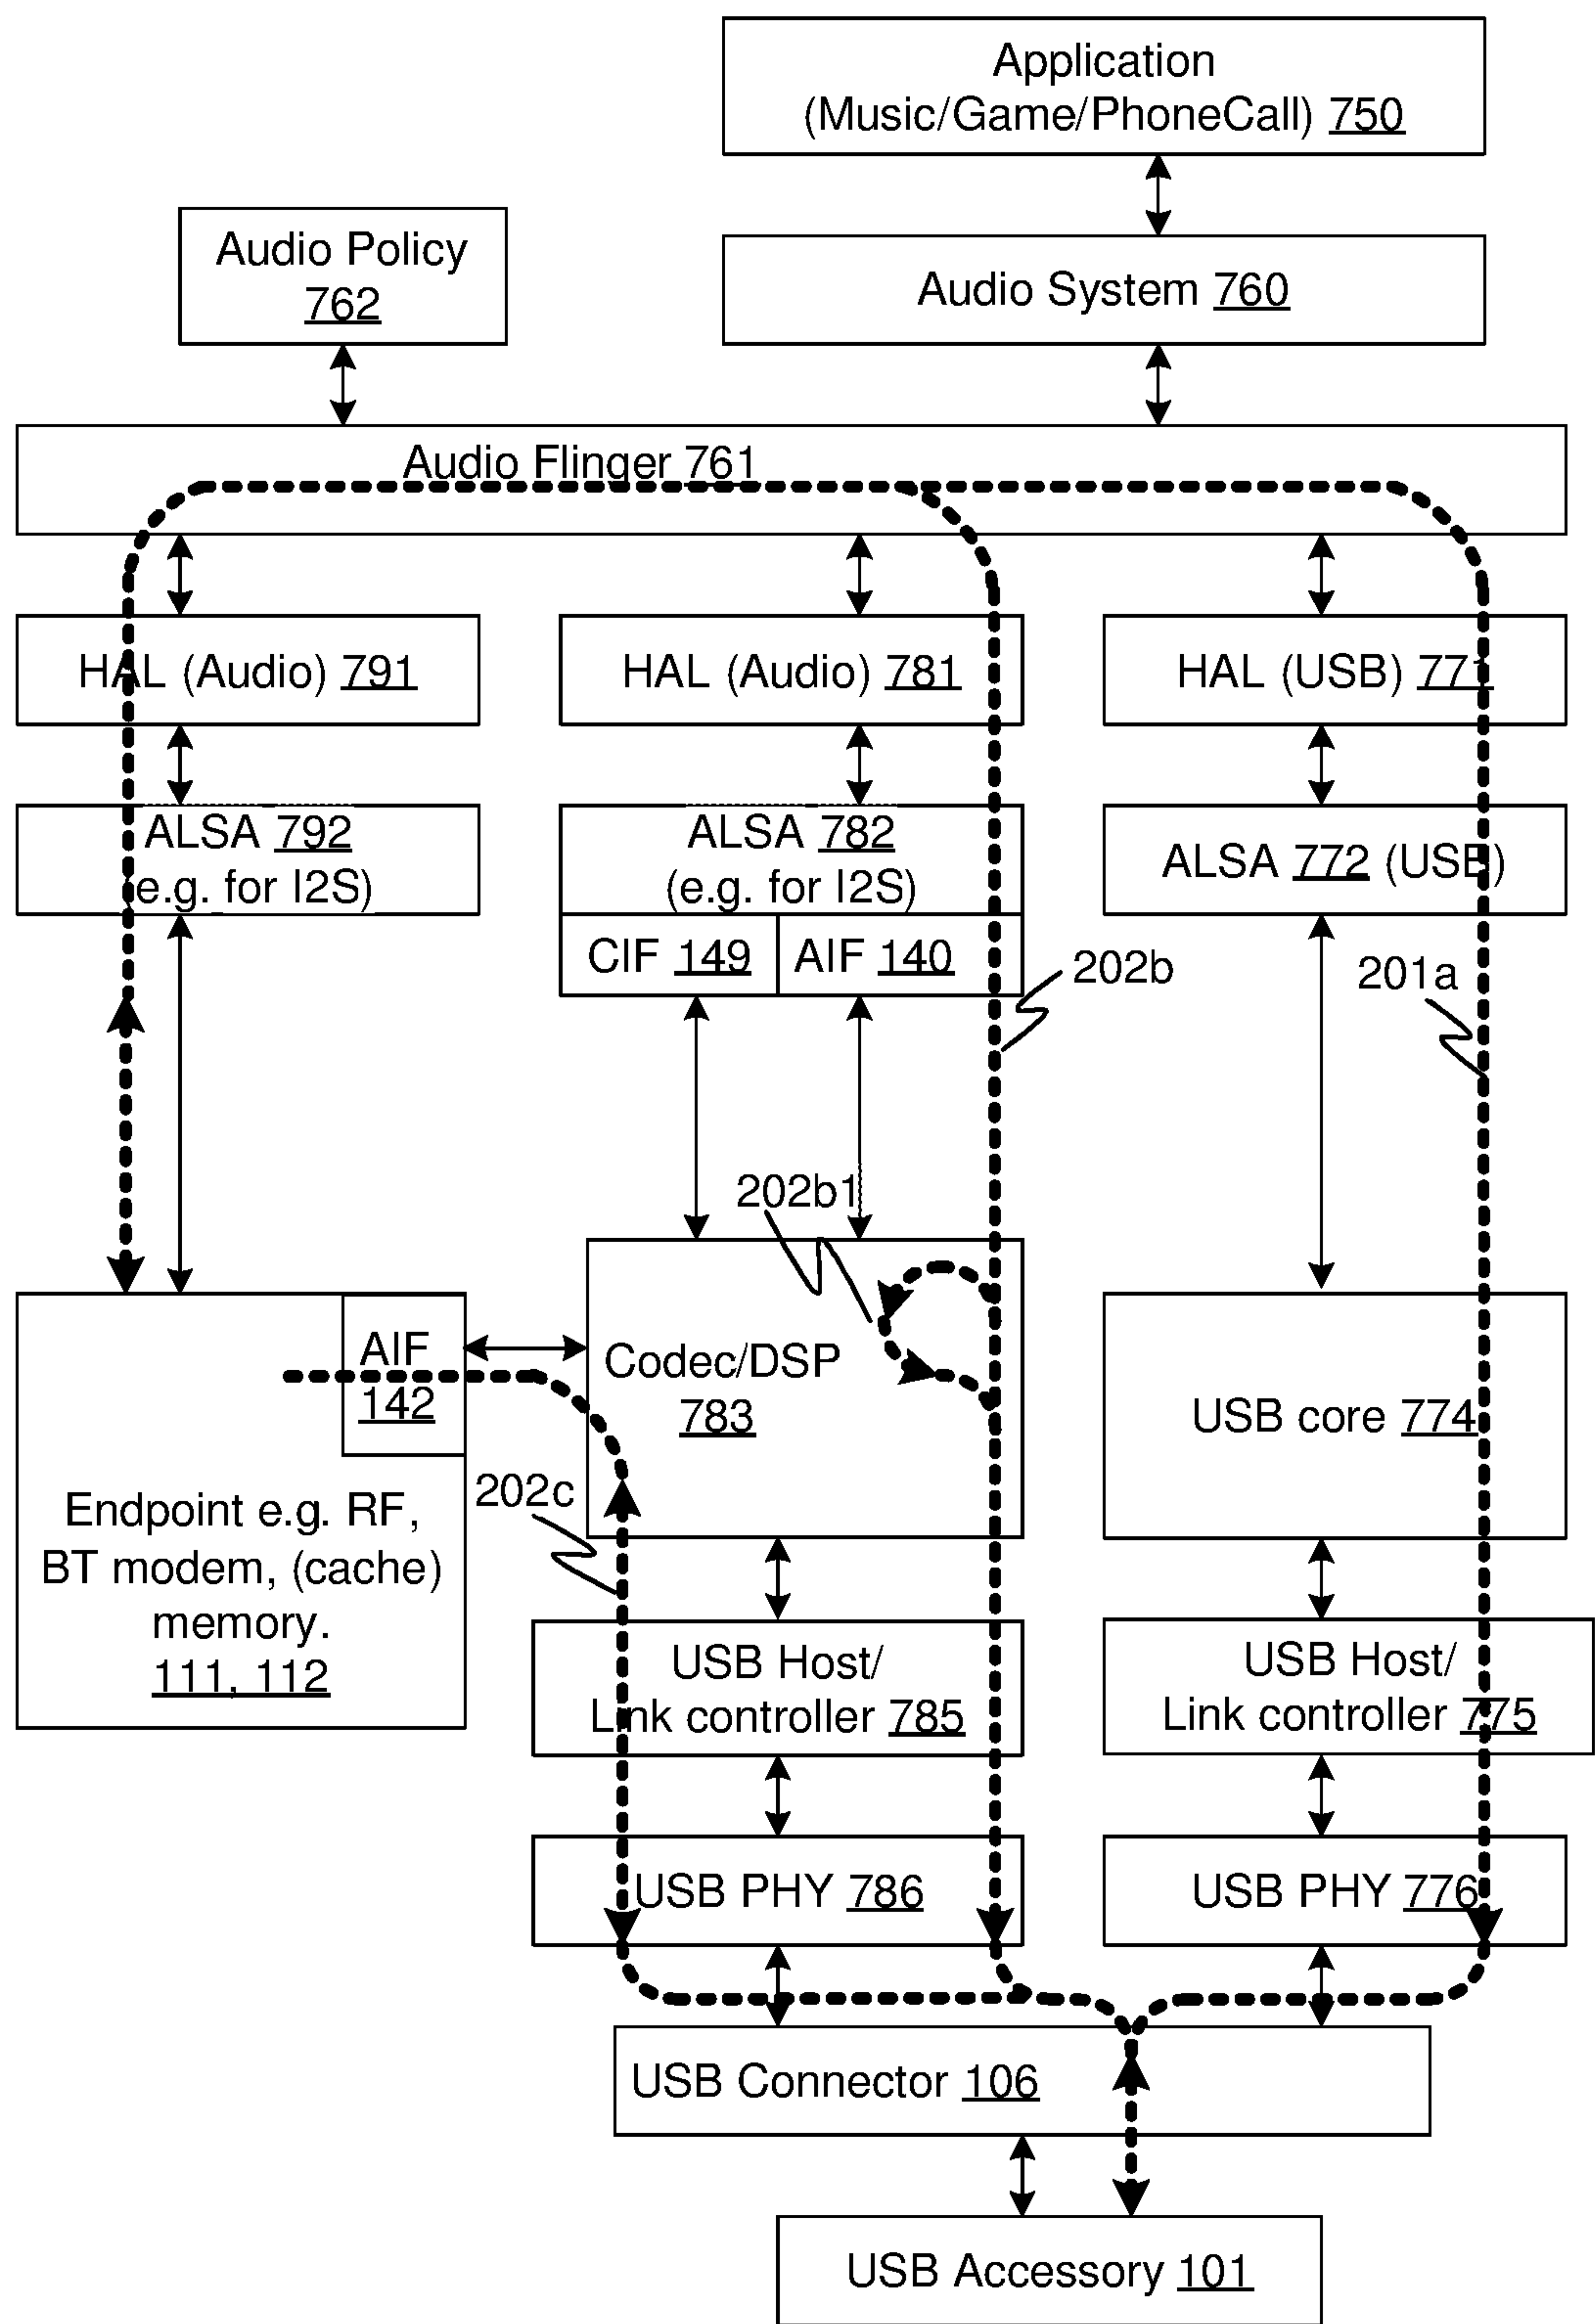 Application
(Music/Game/PhoneCall) 750
Audio Policy
762
Audio System 760
Audio Flinger 761
HAL (Audio) 791
HAL (Audio) 781
HAL (USB) 771
ALSA 792
(e.g. for I2S)
ALSA 782
(e.g. for I2S)
ALSA 772 (USB)
CIF 149
AIF 140
202b
201a
202b1
AIF
142
Codec/DSP
783
USB core 774
202c
Endpoint e.g. RF,
BT modem, (cache)
memory.
111, 112
USB Host/
Link controller 785
USB Host/
Link controller 775
USB PHY 786
USB PHY 776
USB Connector 106
USB Accessory 101